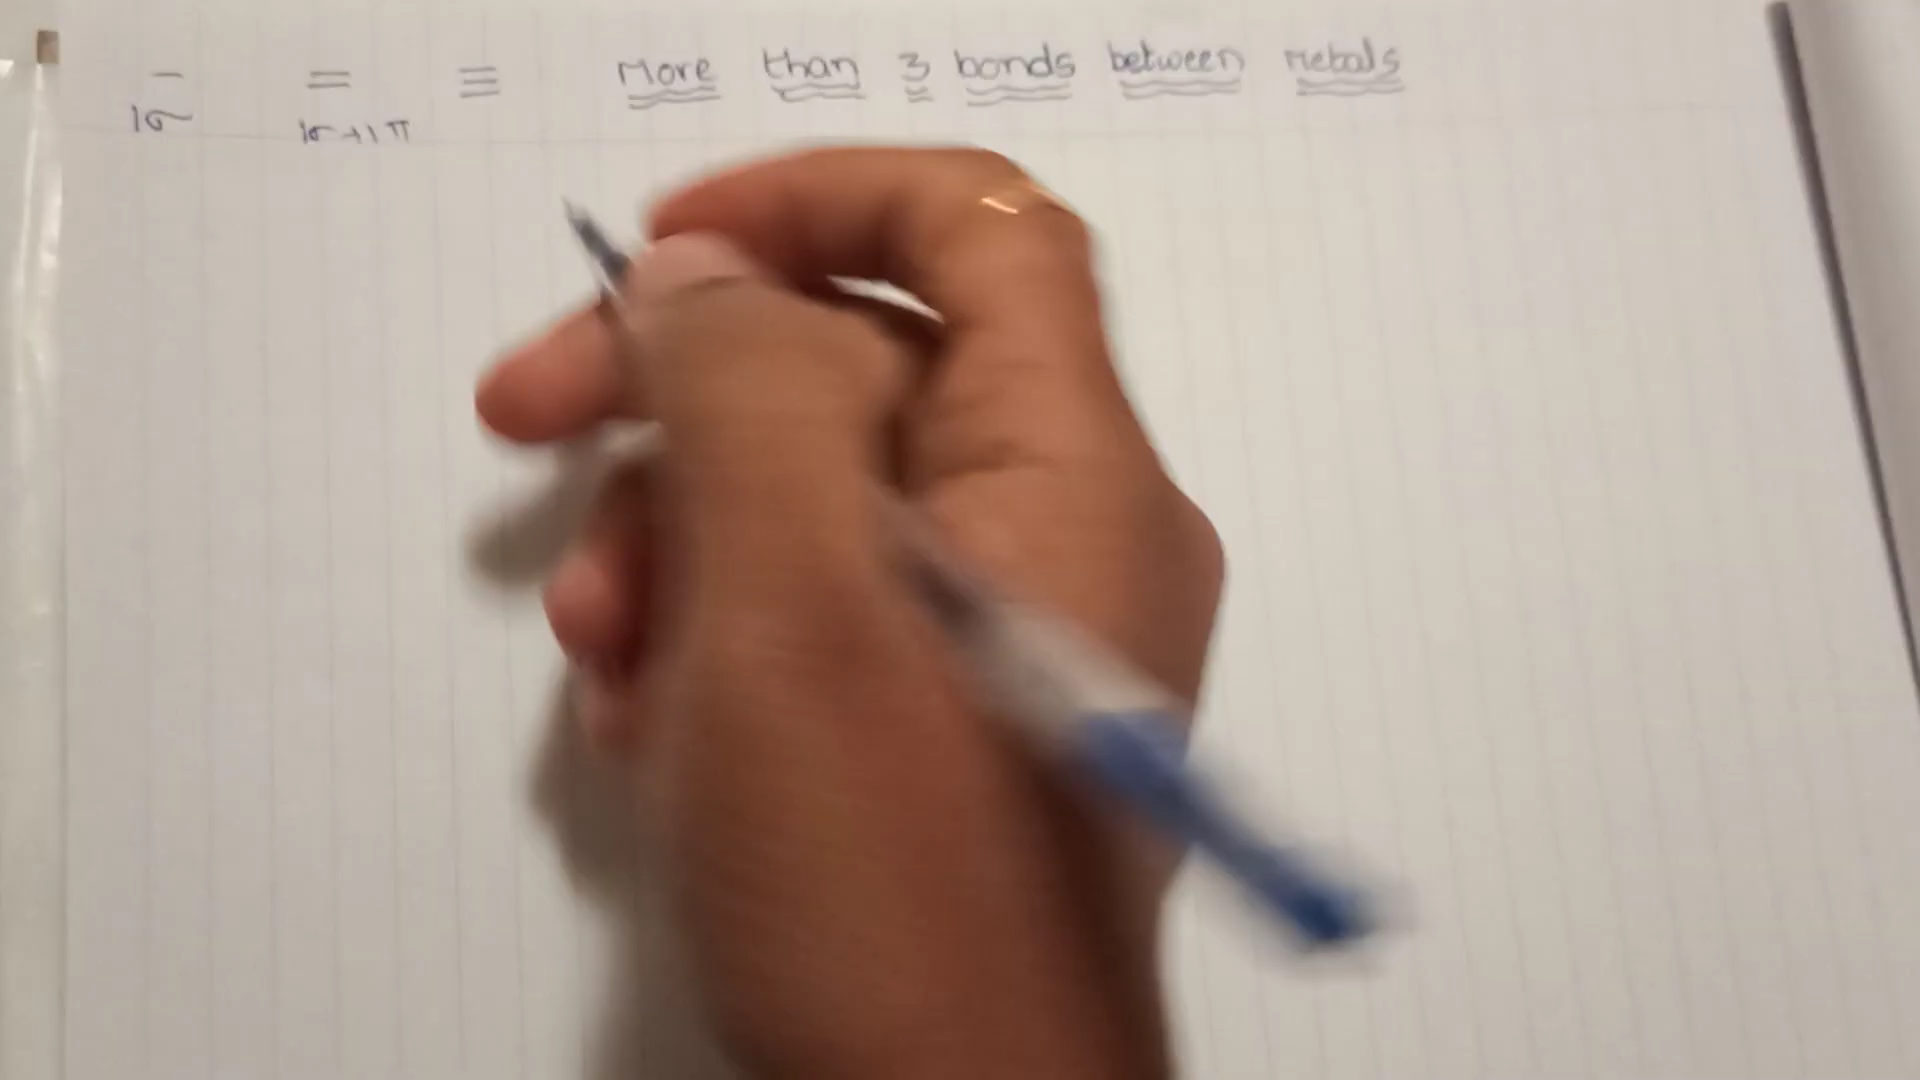 – = ≡ More than 3 bonds between Metals
1σ 1σ+1π